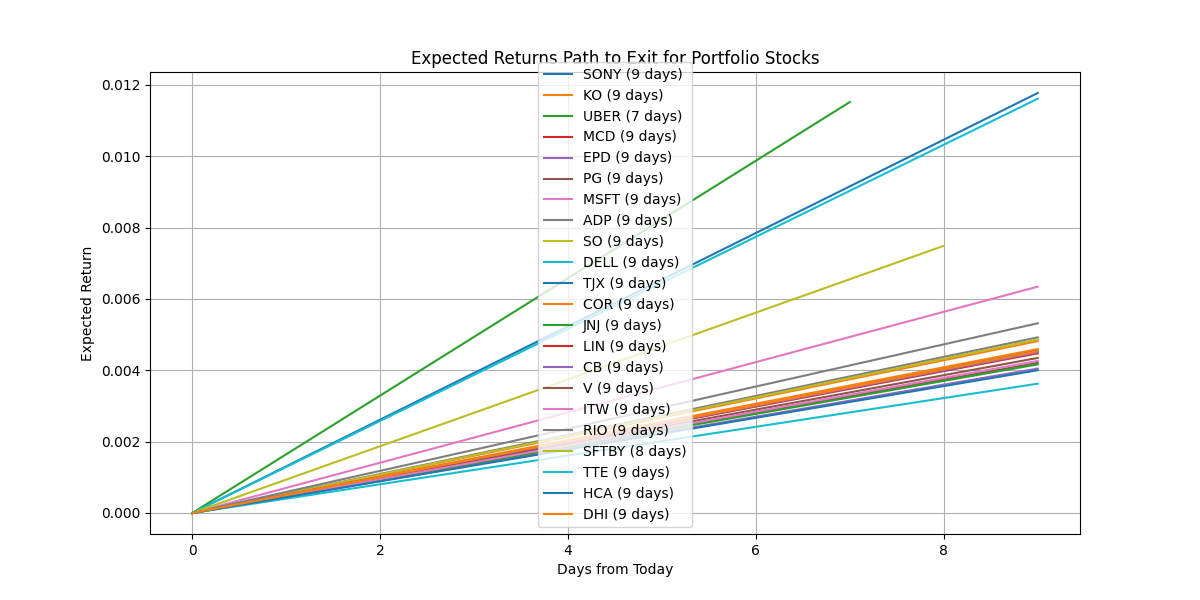 Expected Returns Path to Exit for Portfolio Stocks
SONY (9 days)
KO (9 days)
UBER (7 days)
MCD (9 days)
EPD (9 days)
PG (9 days)
MSFT (9 days)
ADP (9 days)
SO (9 days)
DELL (9 days)
TJX (9 days)
COR (9 days)
JNJ (9 days)
LIN (9 days)
CB (9 days)
V (9 days)
ITW (9 days)
RIO (9 days)
SFTBY (8 days)
TTE (9 days)
HCA (9 days)
DHI (9 days)
Expected Return
0.012
0.010
0.008
0.006
0.004
0.002
0.000
0 2 4 6 8
Days from Today